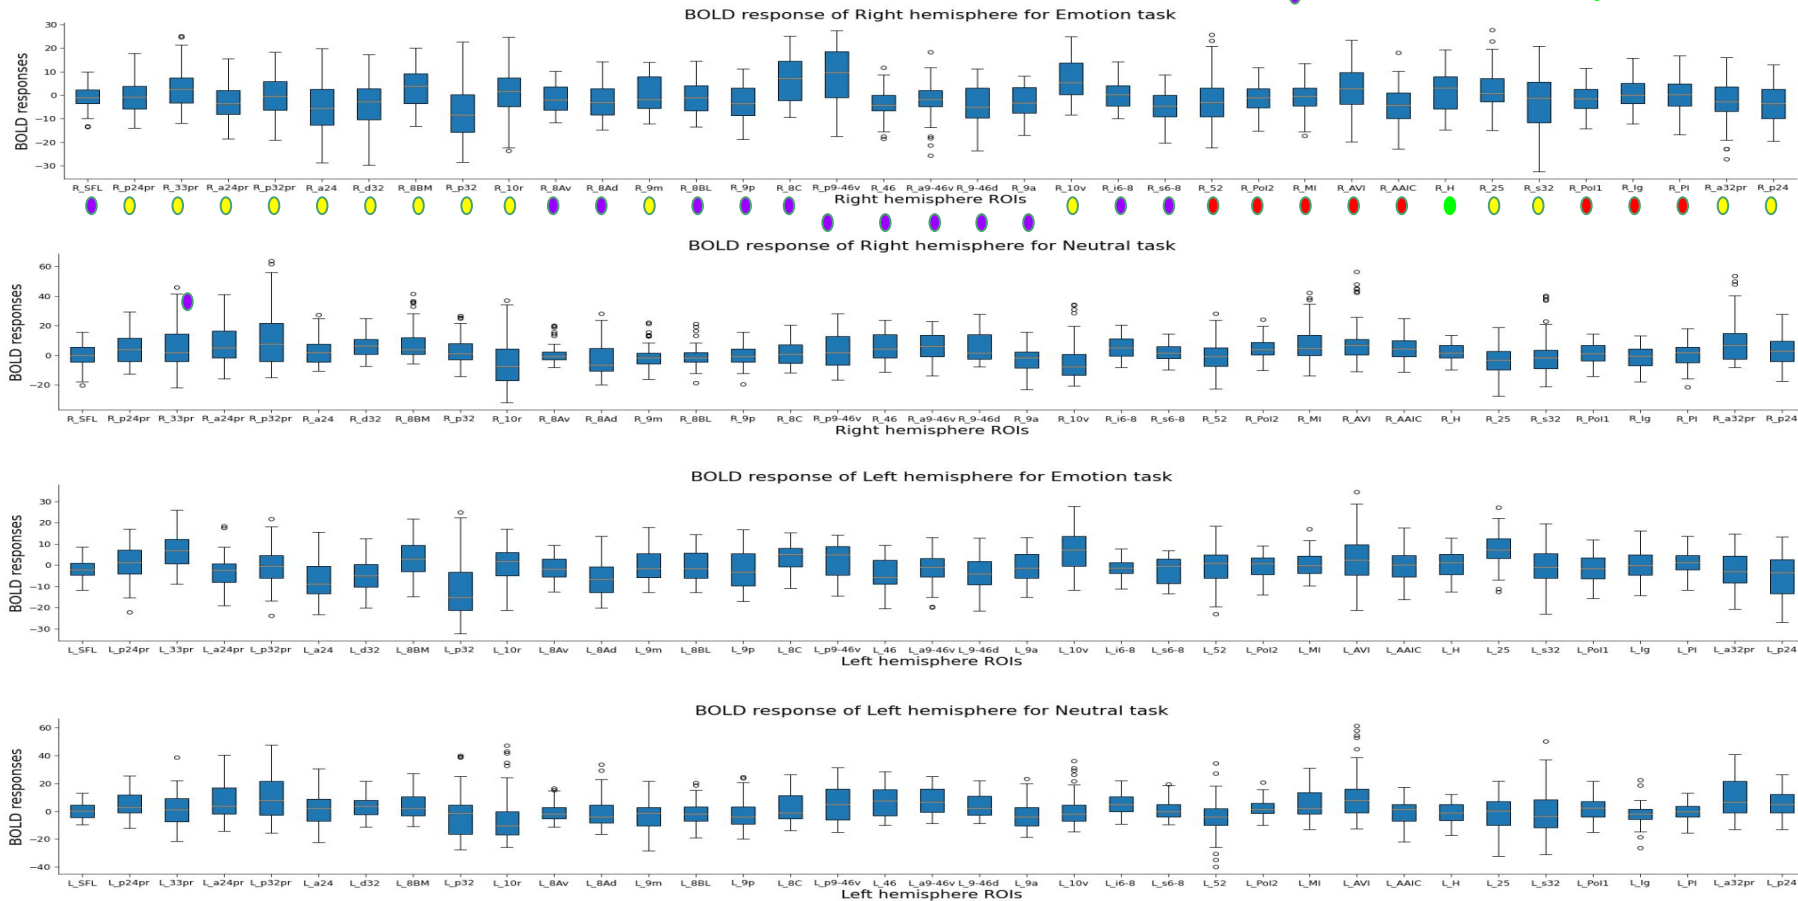 BOLD response of Right hemisphere for Emotion task
BOLD responses
30
20
10
0
−10
−20
−30
R_SFL R_p24pr R_33pr R_a24pr R_p32pr R_a24 R_d32 R_8BM R_p32 R_10r R_8Av R_8Ad R_9m R_8BL R_9p R_8C R_p9-46v R_46 R_a9-46v R_9-46d R_9a R_10v R_i6-8 R_s6-8 R_52 R_PoI2 R_MI R_AVI R_AAIC R_H R_25 R_s32 R_PoI1 R_Ig R_PI R_a32pr R_p24
Right hemisphere ROIs
BOLD response of Right hemisphere for Neutral task
BOLD responses
60
40
20
0
−20
R_SFL R_p24pr R_33pr R_a24pr R_p32pr R_a24 R_d32 R_8BM R_p32 R_10r R_8Av R_8Ad R_9m R_8BL R_9p R_8C R_p9-46v R_46 R_a9-46v R_9-46d R_9a R_10v R_i6-8 R_s6-8 R_52 R_PoI2 R_MI R_AVI R_AAIC R_H R_25 R_s32 R_PoI1 R_Ig R_PI R_a32pr R_p24
Right hemisphere ROIs
BOLD response of Left hemisphere for Emotion task
BOLD responses
30
20
10
0
−10
−20
−30
L_SFL L_p24pr L_33pr L_a24pr L_p32pr L_a24 L_d32 L_8BM L_p32 L_10r L_8Av L_8Ad L_9m L_8BL L_9p L_8C L_p9-46v L_46 L_a9-46v L_9-46d L_9a L_10v L_i6-8 L_s6-8 L_52 L_PoI2 L_MI L_AVI L_AAIC L_H L_25 L_s32 L_PoI1 L_Ig L_PI L_a32pr L_p24
Left hemisphere ROIs
BOLD response of Left hemisphere for Neutral task
BOLD responses
60
40
20
0
−20
−40
L_SFL L_p24pr L_33pr L_a24pr L_p32pr L_a24 L_d32 L_8BM L_p32 L_10r L_8Av L_8Ad L_9m L_8BL L_9p L_8C L_p9-46v L_46 L_a9-46v L_9-46d L_9a L_10v L_i6-8 L_s6-8 L_52 L_PoI2 L_MI L_AVI L_AAIC L_H L_25 L_s32 L_PoI1 L_Ig L_PI L_a32pr L_p24
Left hemisphere ROIs